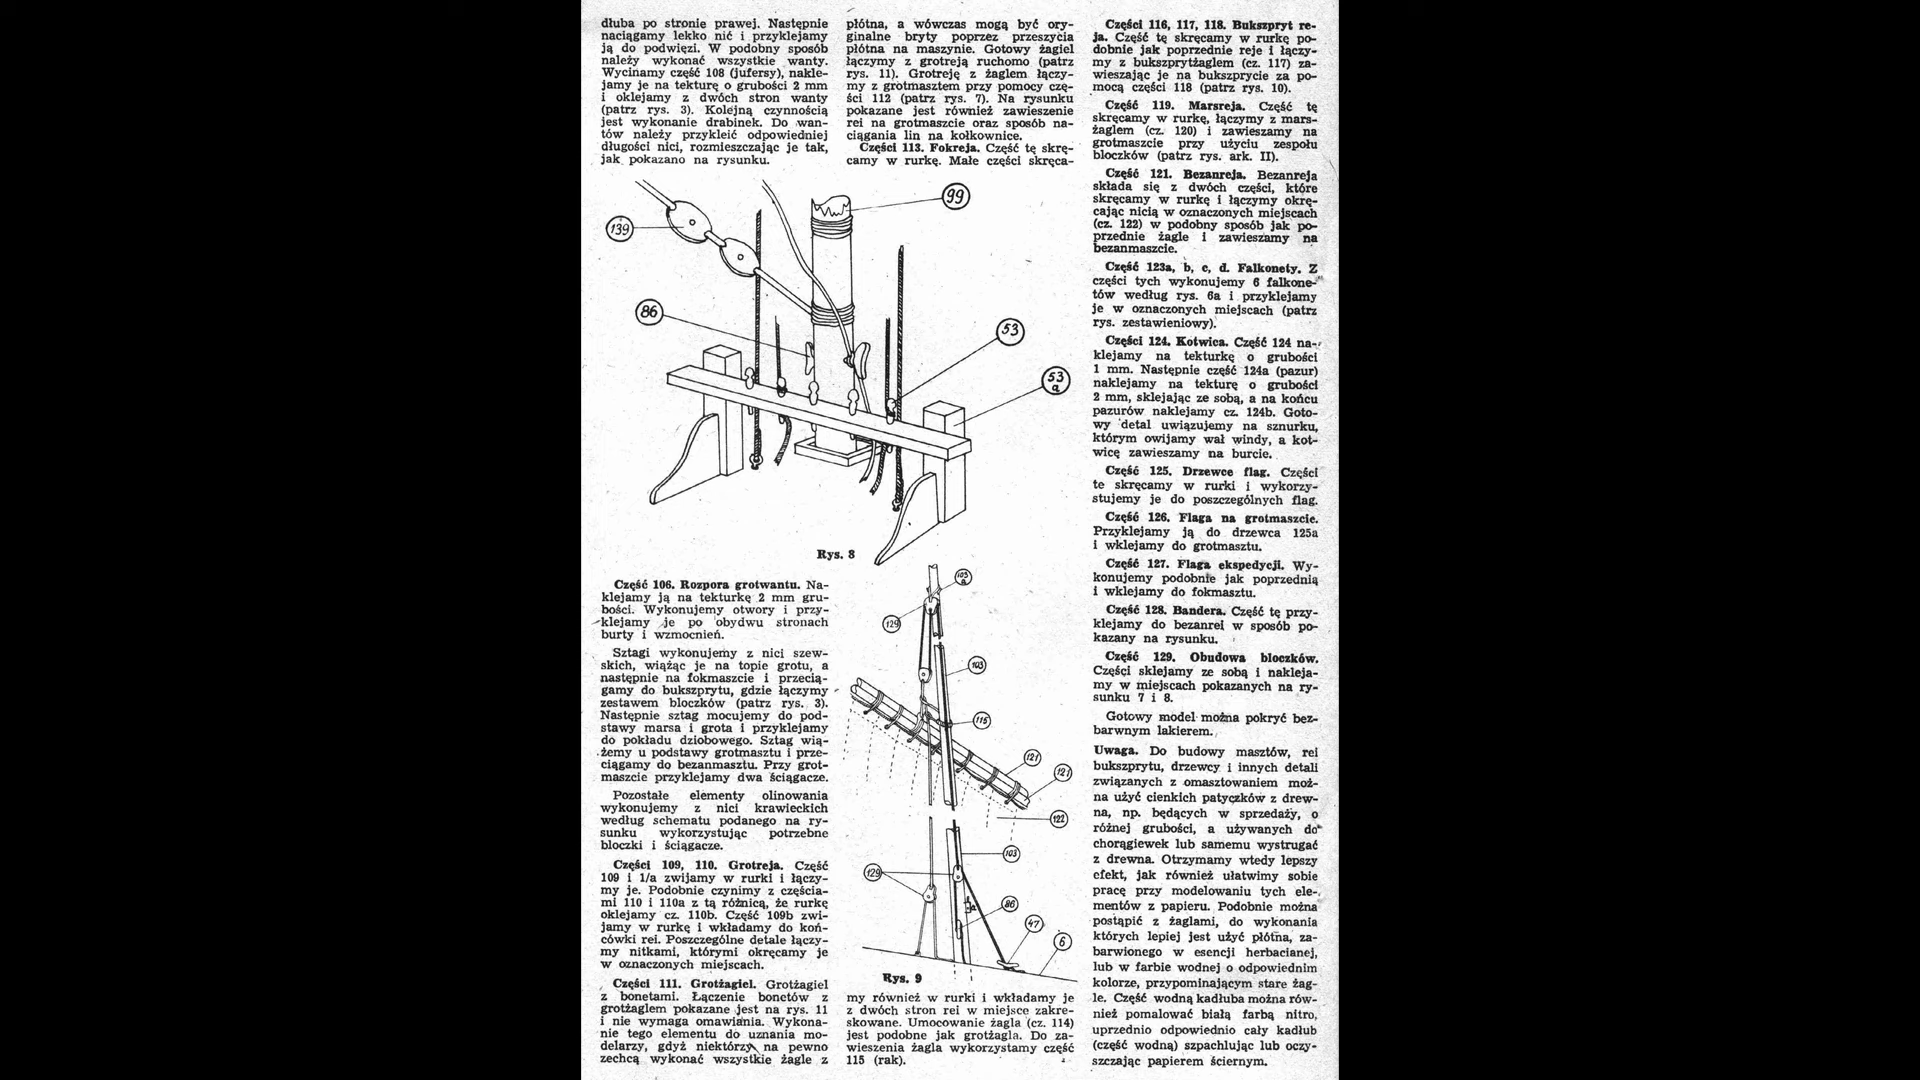 dłuba po stronie prawej. Następnie
naciągamy lekko nić i przyklejamy
ją do podwięzi. W podobny sposób
należy wykonać wszystkie wanty.
Wycinamy część 108 (jufersy), nakle-
jamy je na tekturę o grubości 2 mm
i oklejamy z dwóch stron wanty
(patrz rys. 3). Kolejną czynnością
jest wykonanie drabinek. Do wan-
tów należy przykleić odpowiedniej
długości nici, rozmieszczając je tak,
jak pokazano na rysunku.
płótna, a wówczas mogą być ory-
ginalne bryty poprzez przeszycia
płótna na maszynie. Gotowy żagiel
łączymy z grotreją ruchomo (patrz
rys. 11). Grotreję z żaglem łączy-
my z grotmasztem przy pomocy czę-
ści 112 (patrz rys. 7). Na rysunku
pokazane jest również zawieszenie
rei na grotmaszcie oraz sposób na-
ciągania lin na kołkownice.
Części 113. Fokreja. Część tę skrę-
camy w rurkę. Małe części skręca-
139
99
86
53
53
a
Rys. 8
Część 106. Rozpora grotwantu. Na-
klejamy ją na tekturkę 2 mm gru-
bości. Wykonujemy otwory i przy-
klejamy je po obydwu stronach
burty i wzmocnień.
Sztagi wykonujemy z nici szew-
skich, wiążąc je na topie grotu, a
następnie na fokmaszcie i przecią-
gamy do bukszprytu, gdzie łączymy
zestawem bloczków (patrz rys. 3).
Następnie sztag mocujemy do pod-
stawy marsa i grota i przyklejamy
do pokładu dziobowego. Sztag wią-
żemy u podstawy grotmasztu i prze-
ciągamy do bezanmasztu. Przy grot-
maszcie przyklejamy dwa ściągacze.
Pozostałe elementy olinowania
wykonujemy z nici krawieckich
według schematu podanego na ry-
sunku wykorzystując potrzebne
bloczki i ściągacze.
Części 109, 110. Grotreja. Część
109 i 1/a zwijamy w rurki i łączy-
my je. Podobnie czynimy z częścia-
mi 110 i 110a z tą różnicą, że rurkę
oklejamy cz. 110b. Część 109b zwi-
jamy w rurkę i wkładamy do koń-
cówki rei. Poszczególne detale łączy-
my nitkami, którymi okręcamy je
w oznaczonych miejscach.
Części 111. Grotżagiel. Grotżagiel
z bonetami. Łączenie bonetów z
grotżaglem pokazane jest na rys. 11
i nie wymaga omawiania. Wykona-
nie tego elementu do uznania mo-
delarzy, gdyż niektórzy na pewno
zechcą wykonać wszystkie żagle z
103
a
129
103
115
121
121
122
103
129
86
47
6
Rys. 9
my również w rurki i wkładamy je
z dwóch stron rei w miejsce zakre-
skowane. Umocowanie żagla (cz. 114)
jest podobne jak grotżagla. Do za-
wieszenia żagla wykorzystamy część
115 (rak).
Części 116, 117, 118. Bukszpryt re-
ja. Część tę skręcamy w rurkę po-
dobnie jak poprzednie reje i łączy-
my z bukszprytżaglem (cz. 117) za-
wieszając je na bukszprycie za po-
mocą części 118 (patrz rys. 10).
Część 119. Marsreja. Część tę
skręcamy w rurkę, łączymy z mars-
żaglem (cz. 120) i zawieszamy na
grotmaszcie przy użyciu zespołu
bloczków (patrz rys. ark. II).
Część 121. Bezanreja. Bezanreja
składa się z dwóch części, które
skręcamy w rurkę i łączymy okrę-
cając nicią w oznaczonych miejscach
(cz. 122) w podobny sposób jak po-
przednie żagle i zawieszamy na
bezanmaszcie.
Część 123a, b, c, d. Falkonety. Z
części tych wykonujemy 6 falkone-
tów według rys. 6a i przyklejamy
je w oznaczonych miejscach (patrz
rys. zestawieniowy).
Części 124. Kotwica. Część 124 na-
klejamy na tekturkę o grubości
1 mm. Następnie część 124a (pazur)
naklejamy na tekturę o grubości
2 mm, sklejając ze sobą, a na końcu
pazurów naklejamy cz. 124b. Goto-
wy detal uwiązujemy na sznurku,
którym owijamy wał windy, a kot-
wicę zawieszamy na burcie.
Część 125. Drzewce flag. Części
te skręcamy w rurki i wykorzy-
stujemy je do poszczególnych flag.
Część 126. Flaga na grotmaszcie.
Przyklejamy ją do drzewca 125a
i wklejamy do grotmasztu.
Część 127. Flaga ekspedycji. Wy-
konujemy podobnie jak poprzednią
i wklejamy do fokmasztu.
Część 128. Bandera. Część tę przy-
klejamy do bezanrei w sposób po-
kazany na rysunku.
Część 129. Obudowa bloczków.
Części sklejamy ze sobą i nakleja-
my w miejscach pokazanych na ry-
sunku 7 i 8.
Gotowy model można pokryć bez-
barwnym lakierem.
Uwaga. Do budowy masztów, rei
bukszprytu, drzewcy i innych detali
związanych z omasztowaniem moż-
na użyć cienkich patyczków z drew-
na, np. będących w sprzedaży, o
różnej grubości, a używanych do
chorągiewek lub samemu wystrugać
z drewna. Otrzymamy wtedy lepszy
efekt, jak również ułatwimy sobie
pracę przy modelowaniu tych ele-
mentów z papieru. Podobnie można
postąpić z żaglami, do wykonania
których lepiej jest użyć płótna, za-
barwionego w esencji herbacianej,
lub w farbie wodnej o odpowiednim
kolorze, przypominającym stare żag-
le. Część wodną kadłuba można rów-
nież pomalować białą farbą nitro,
uprzednio odpowiednio cały kadłub
(część wodną) szpachlując lub oczy-
szczając papierem ściernym.